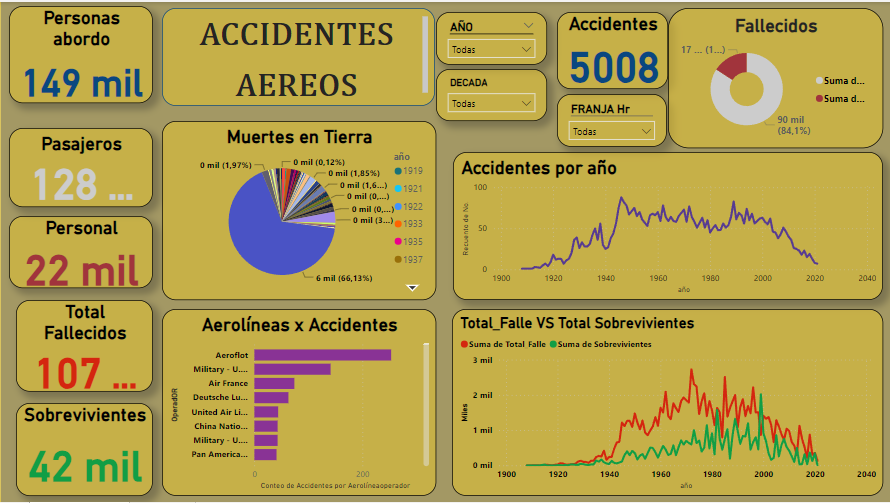 Personas
abordo
149 mil
ACCIDENTES
AEREOS
AÑO
Todas
DECADA
Todas
Accidentes
5008
FRANJA Hr
Todas
Fallecidos
17 ... (1...)
Suma d...
Suma d...
90 mil
(84,1%)
Pasajeros
128 ...
Personal
22 mil
Total
Fallecidos
107 ...
Sobrevivientes
42 mil
Muertes en Tierra
0 mil (1,97%)
0 mil (0,12%)
0 mil (1,85%)
0 mil (1,6...)
0 mil (0,...)
0 mil (0,...)
0 mil (3...)
6 mil (66,13%)
año
1919
1921
1922
1933
1935
1937
Accidentes por año
Recuento de No.
100
50
0
1900
1920
1940
1960
1980
2000
2020
2040
año
Aerolíneas x Accidentes
OperadOR
Aeroflot
Military - U....
Air France
Deutsche Lu...
United Air Li...
China Natio...
Military - U....
Pan America...
0
200
Conteo de Accidentes por Aerolíneaoperador
Total_Falle VS Total Sobrevivientes
Suma de Total Falle
Suma de Sobrevivientes
Miles
3 mil
2 mil
1 mil
0 mil
1900
1920
1940
1960
1980
2000
2020
2040
año